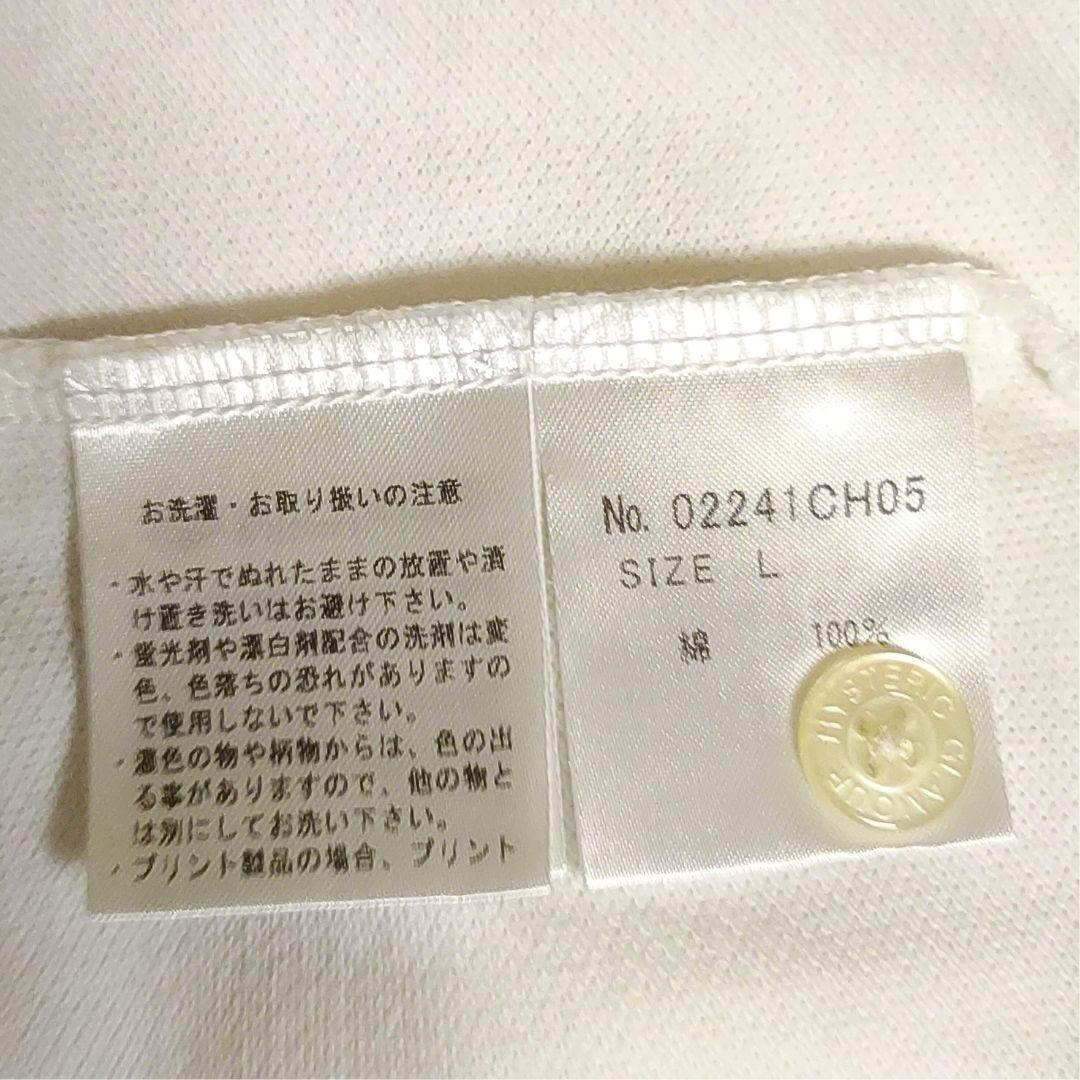 お洗濯・お取り扱いの注意
・水や汗でぬれたままの放置や漬
け置き洗いはお避け下さい。
・蛍光剤や漂白剤配合の洗剤は変
色、色落ちの恐れがありますの
で使用しないで下さい。
・濃色の物や柄物からは、色の出
る事がありますので、他の物と
は別にしてお洗い下さい。
・プリント製品の場合、プリント
No. 02241CH05
SIZE L
綿 100%
HYSTERIC GLAMOUR